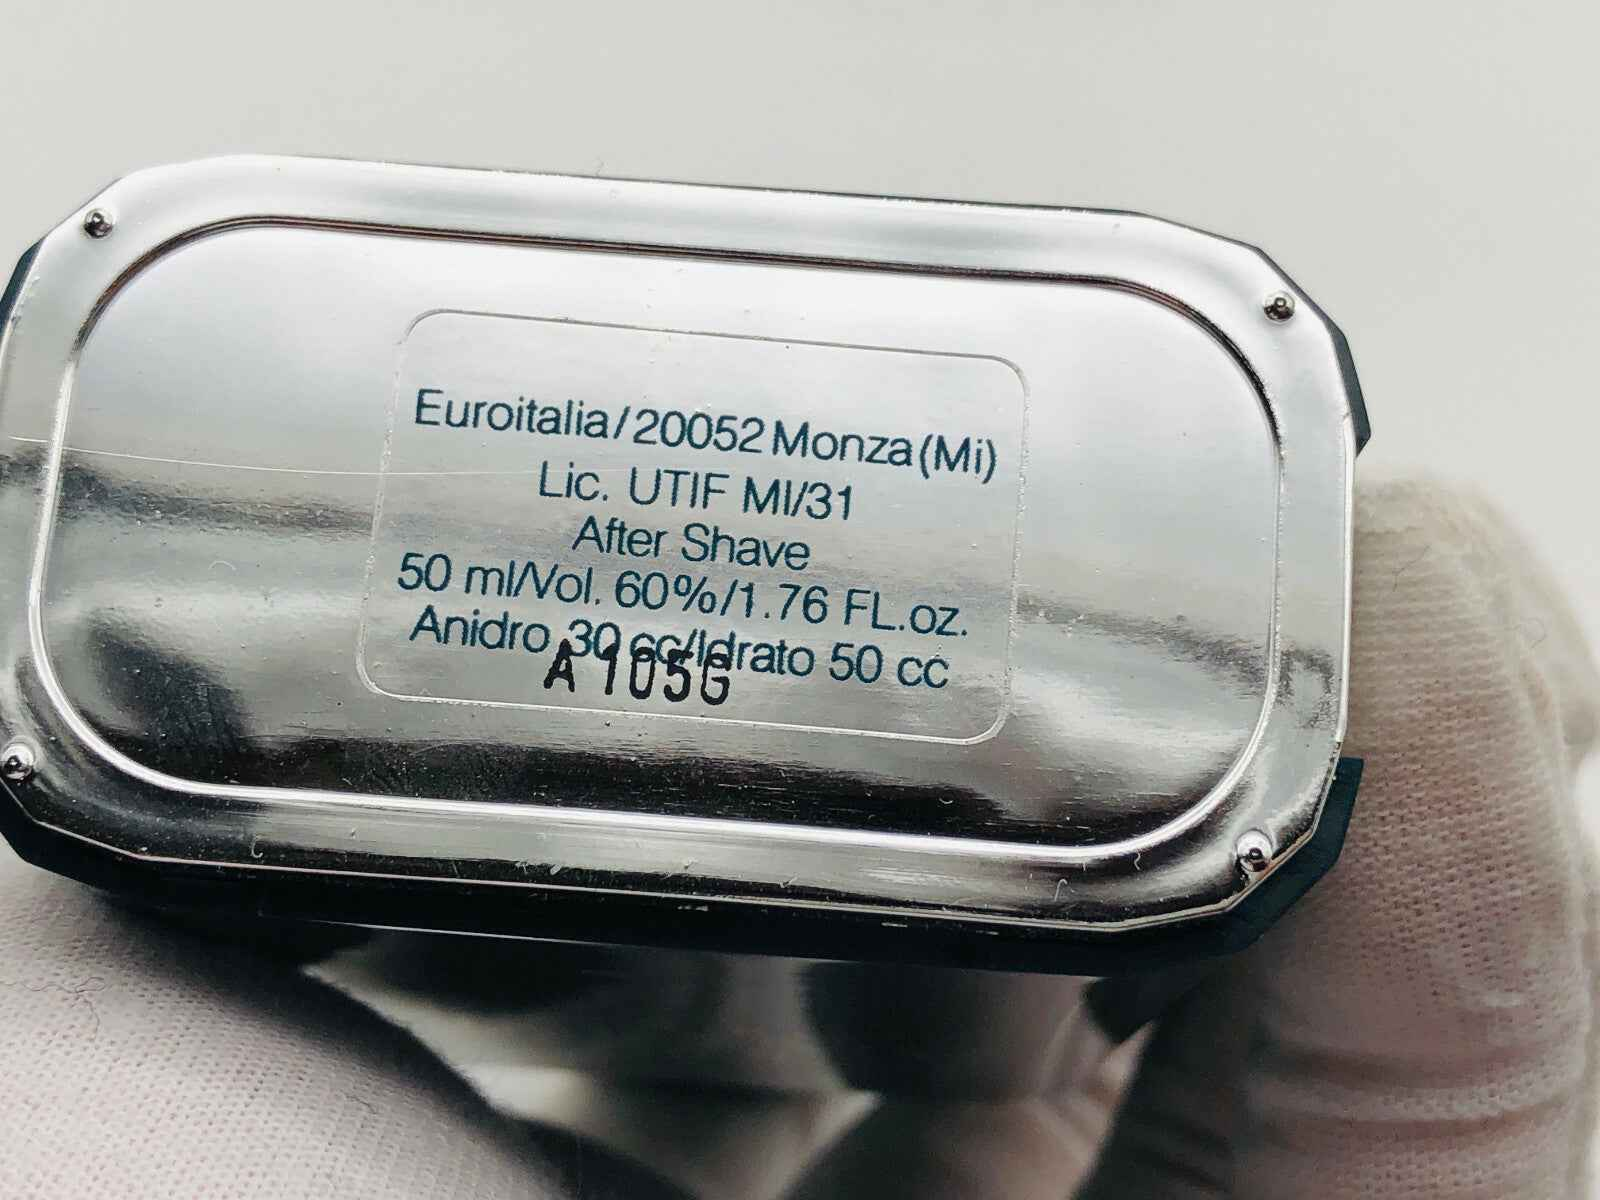 Euroitalia/20052 Monza (Mi)
Lic. UTIF MI/31
After Shave
50 ml/Vol. 60%/1.76 FL.oz.
Anidro 30 cc/Idrato 50 cc
A 105G